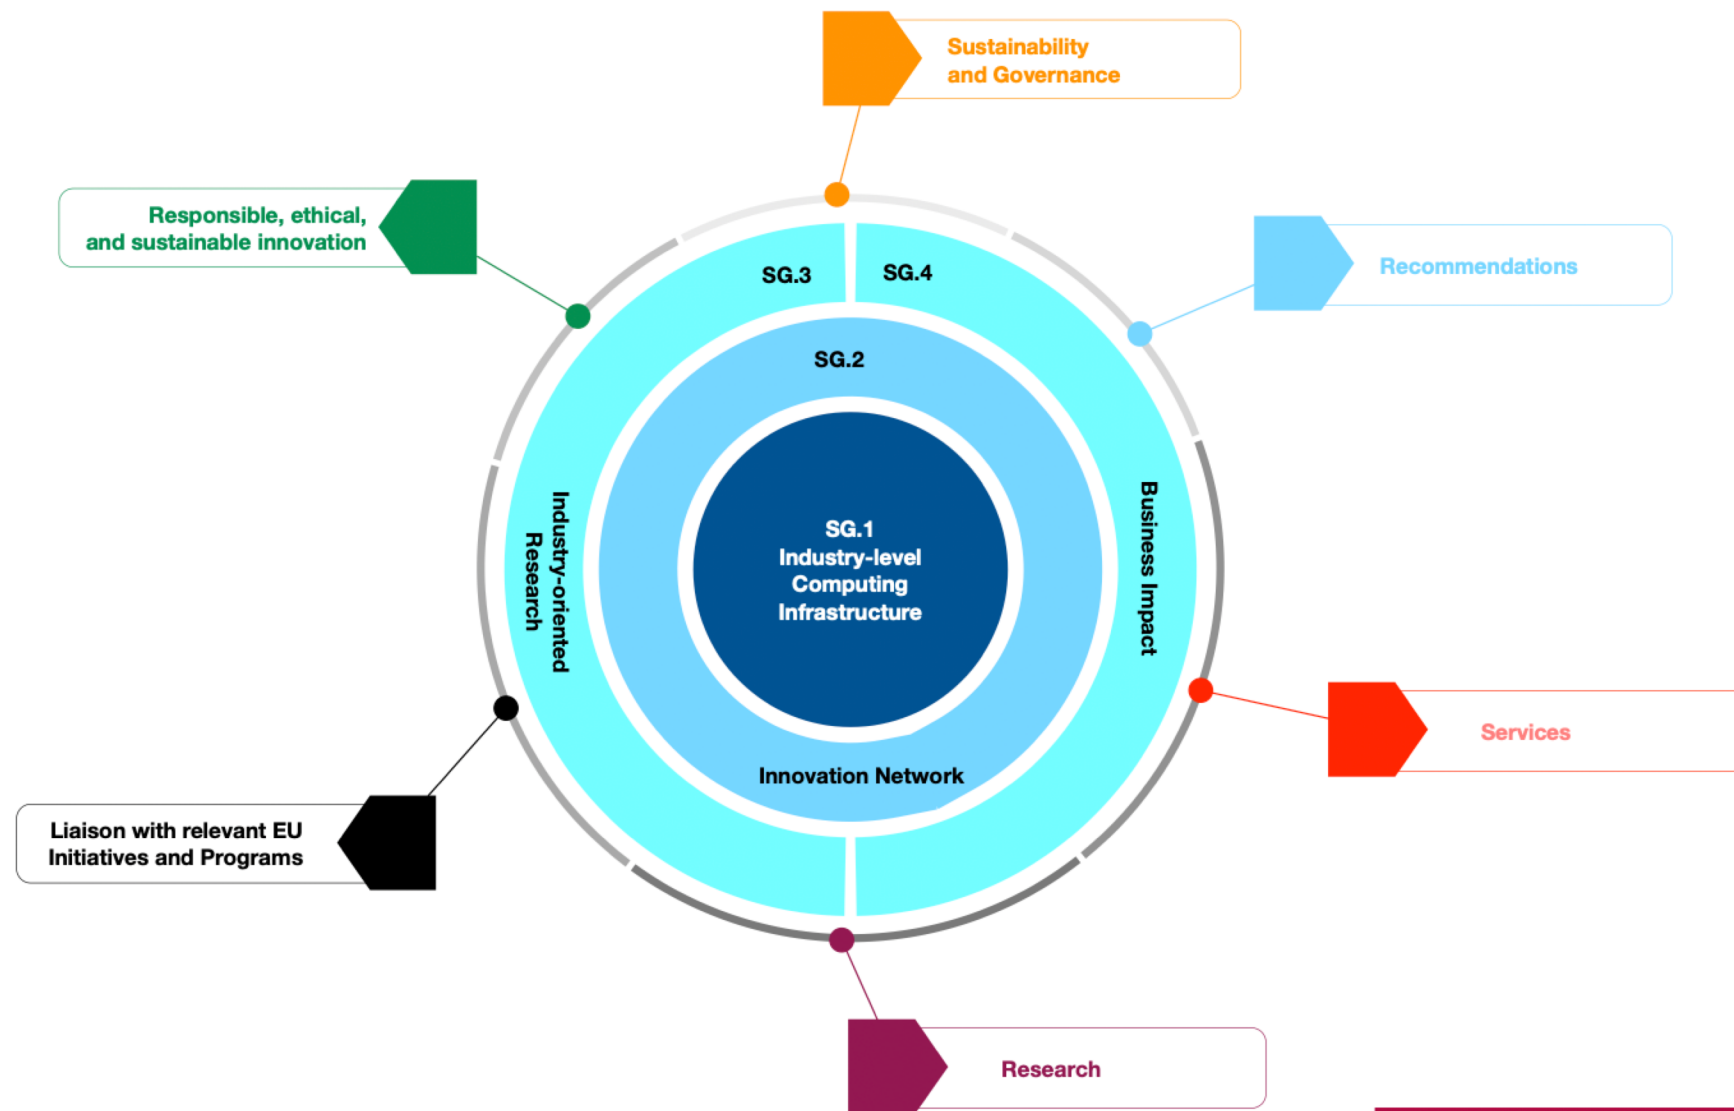 Sustainability
and Governance
Responsible, ethical,
and sustainable innovation
Recommendations
SG.3
SG.4
SG.2
SG.1
Industry-level
Computing
Infrastructure
Industry-oriented
Research
Business Impact
Innovation Network
Services
Liaison with relevant EU
Initiatives and Programs
Research